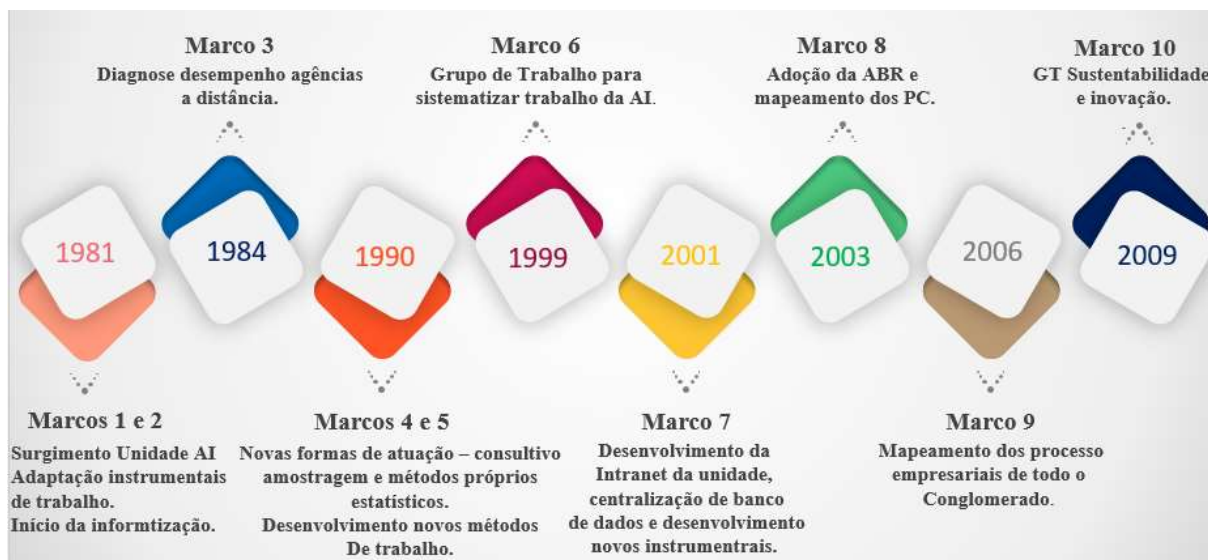 Marco 3
Diagnose desempenho agências
a distância.
Marco 6
Grupo de Trabalho para
sistematizar trabalho da AI.
Marco 8
Adoção da ABR e
mapeamento dos PC.
Marco 10
GT Sustentabilidade
e inovação.
1981
1984
1990
1999
2001
2003
2006
2009
Marcos 1 e 2
Surgimento Unidade AI
Adaptação instrumentais
de trabalho.
Início da informtização.
Marcos 4 e 5
Novas formas de atuação – consultivo
amostragem e métodos próprios
estatísticos.
Desenvolvimento novos métodos
De trabalho.
Marco 7
Desenvolvimento da
Intranet da unidade,
centralização de banco
de dados e desenvolvimento
novos instrumentrais.
Marco 9
Mapeamento dos processo
empresariais de todo o
Conglomerado.